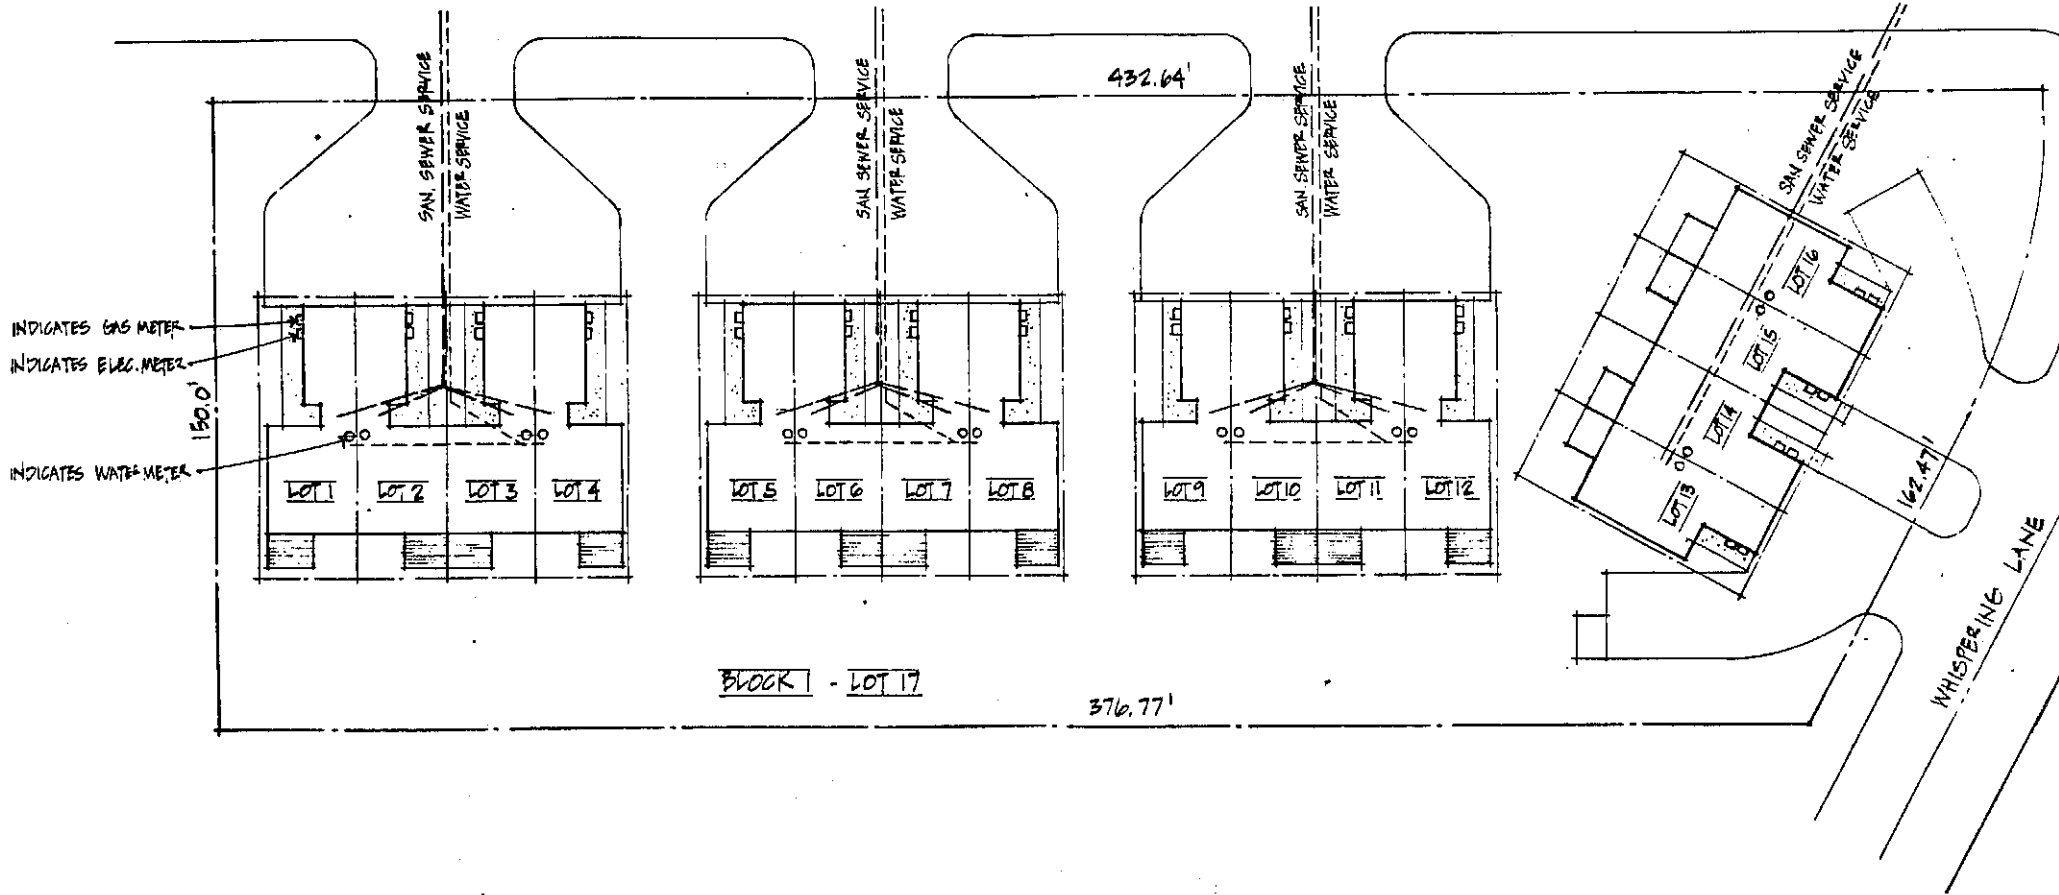 432.64'
SAN. SEWER SERVICE
WATER SERVICE
SAN SEWER SERVICE
WATER SERVICE
SAN SEWER SERVICE
WATER SERVICE
SAN SEWER SERVICE
WATER SERVICE
INDICATES GAS METER
INDICATES ELEC. METER
150.0'
INDICATES WATER METER
LOT 1
LOT 2
LOT 3
LOT 4
LOT 5
LOT 6
LOT 7
LOT 8
LOT 9
LOT 10
LOT 11
LOT 12
LOT 16
LOT 15
LOT 14
LOT 13
162.47'
WHISPERING LANE
BLOCK 1 - LOT 17
376.77'